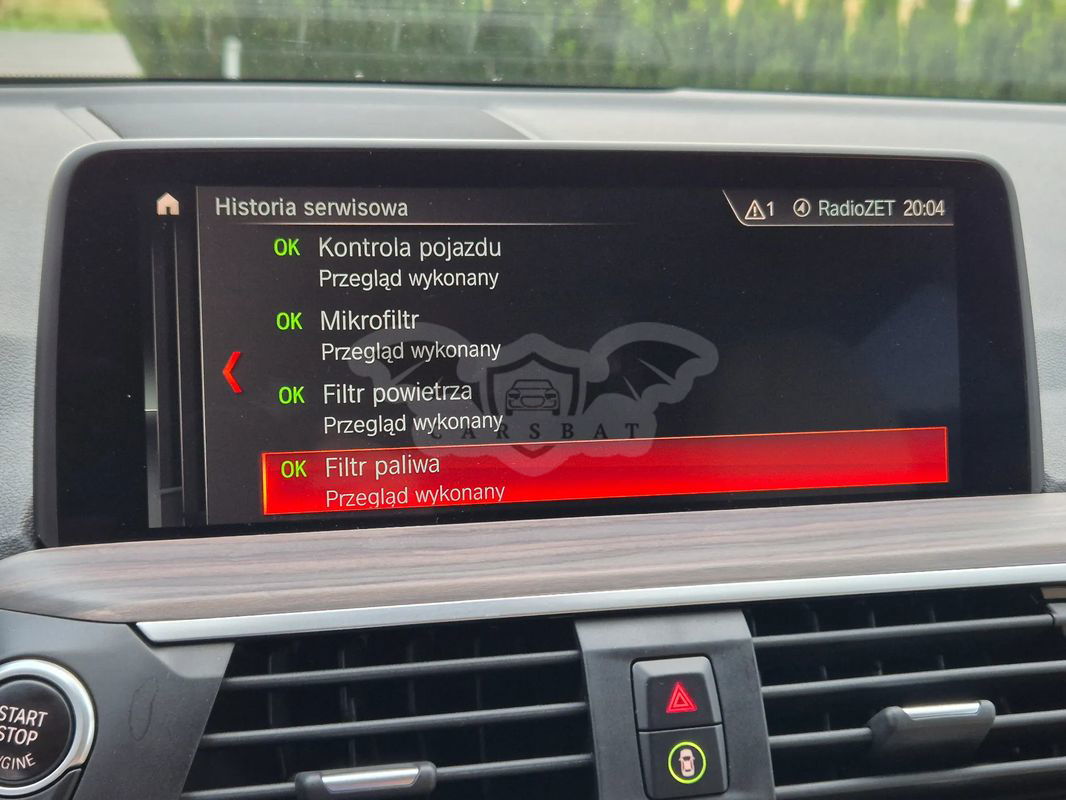 Historia serwisowa
1 RadioZET 20:04
OK Kontrola pojazdu
Przegląd wykonany
OK Mikrofiltr
Przegląd wykonany
OK Filtr powietrza
Przegląd wykonany
CARSBAT
OK Filtr paliwa
Przegląd wykonany
START
STOP
ENGINE